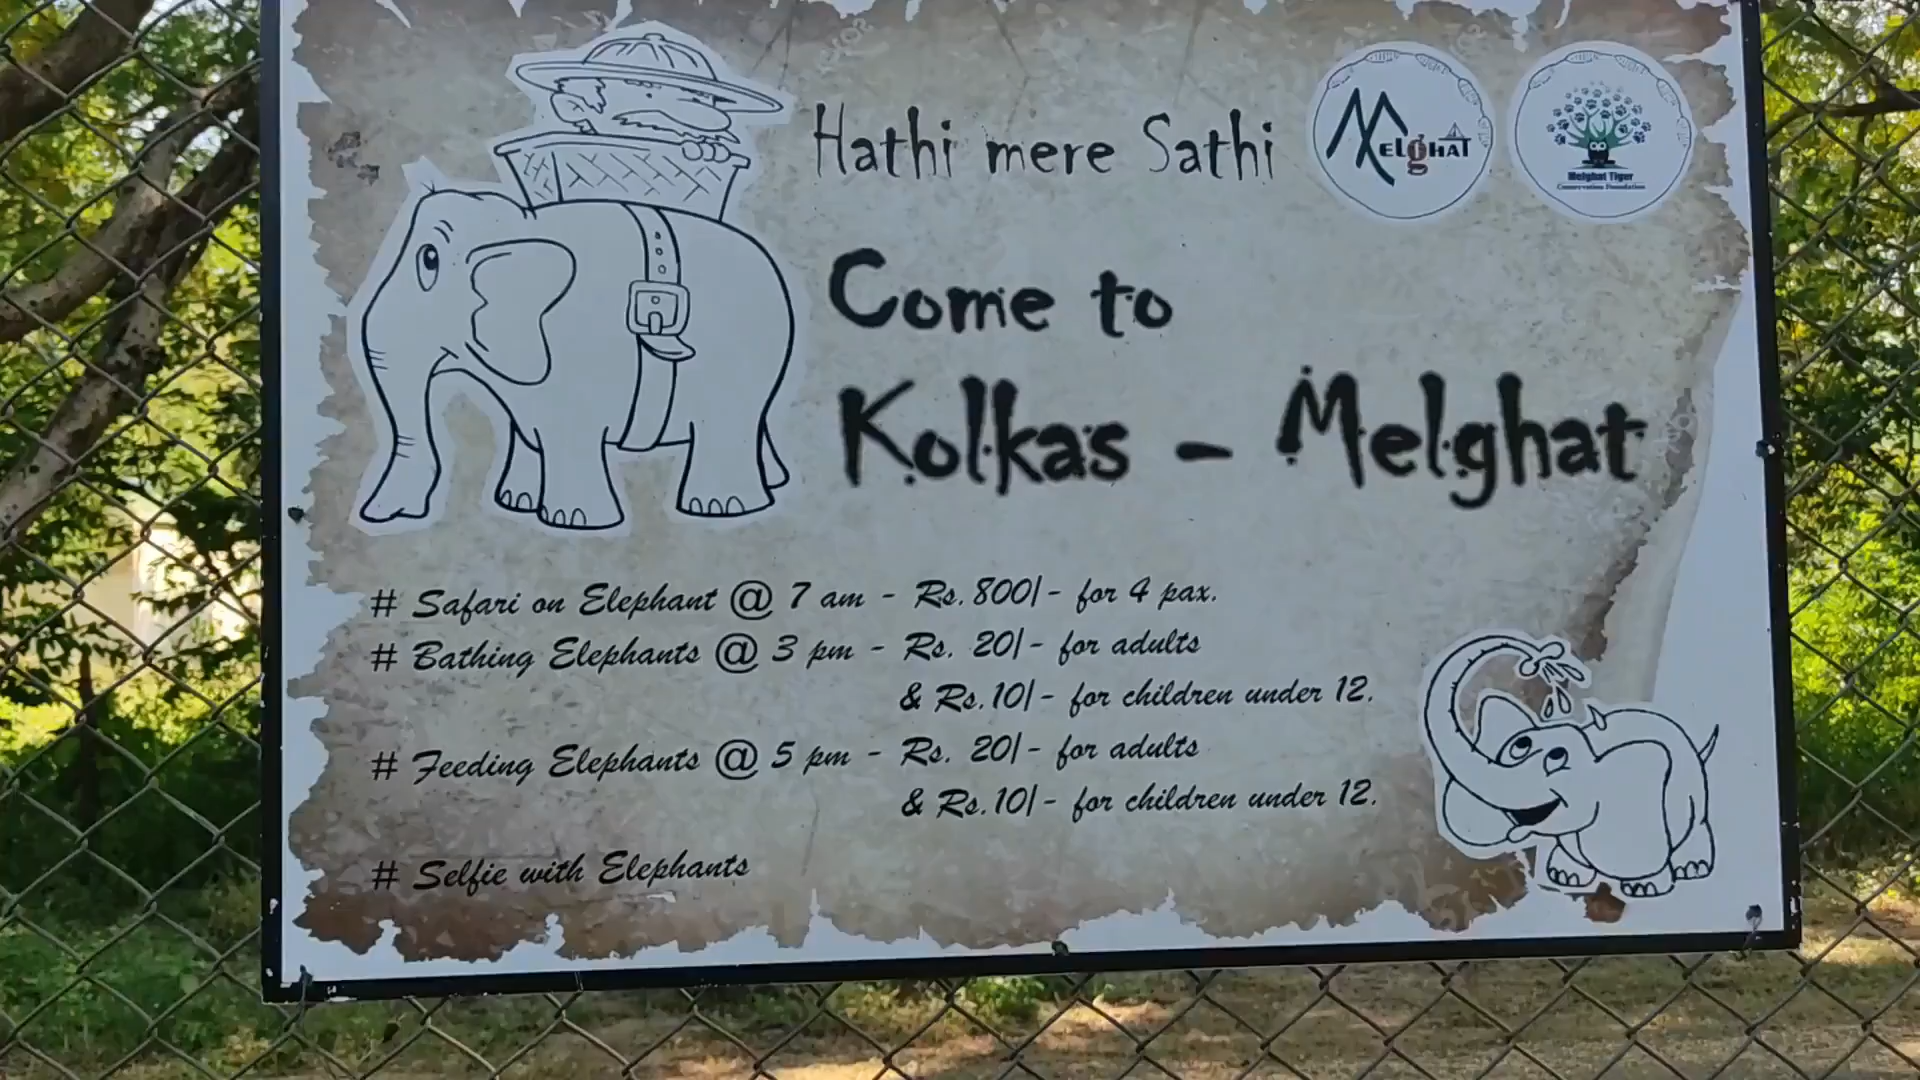 Hathi mere Sathi
MElgHAT
Melghat Tiger
Conservation Foundation
Come to
Kolkas - Melghat
# Safari on Elephant @ 7 am - Rs. 800/- for 4 pax.
# Bathing Elephants @ 3 pm - Rs. 20/- for adults
& Rs. 10/- for children under 12.
# Feeding Elephants @ 5 pm - Rs. 20/- for adults
& Rs. 10/- for children under 12.
# Selfie with Elephants